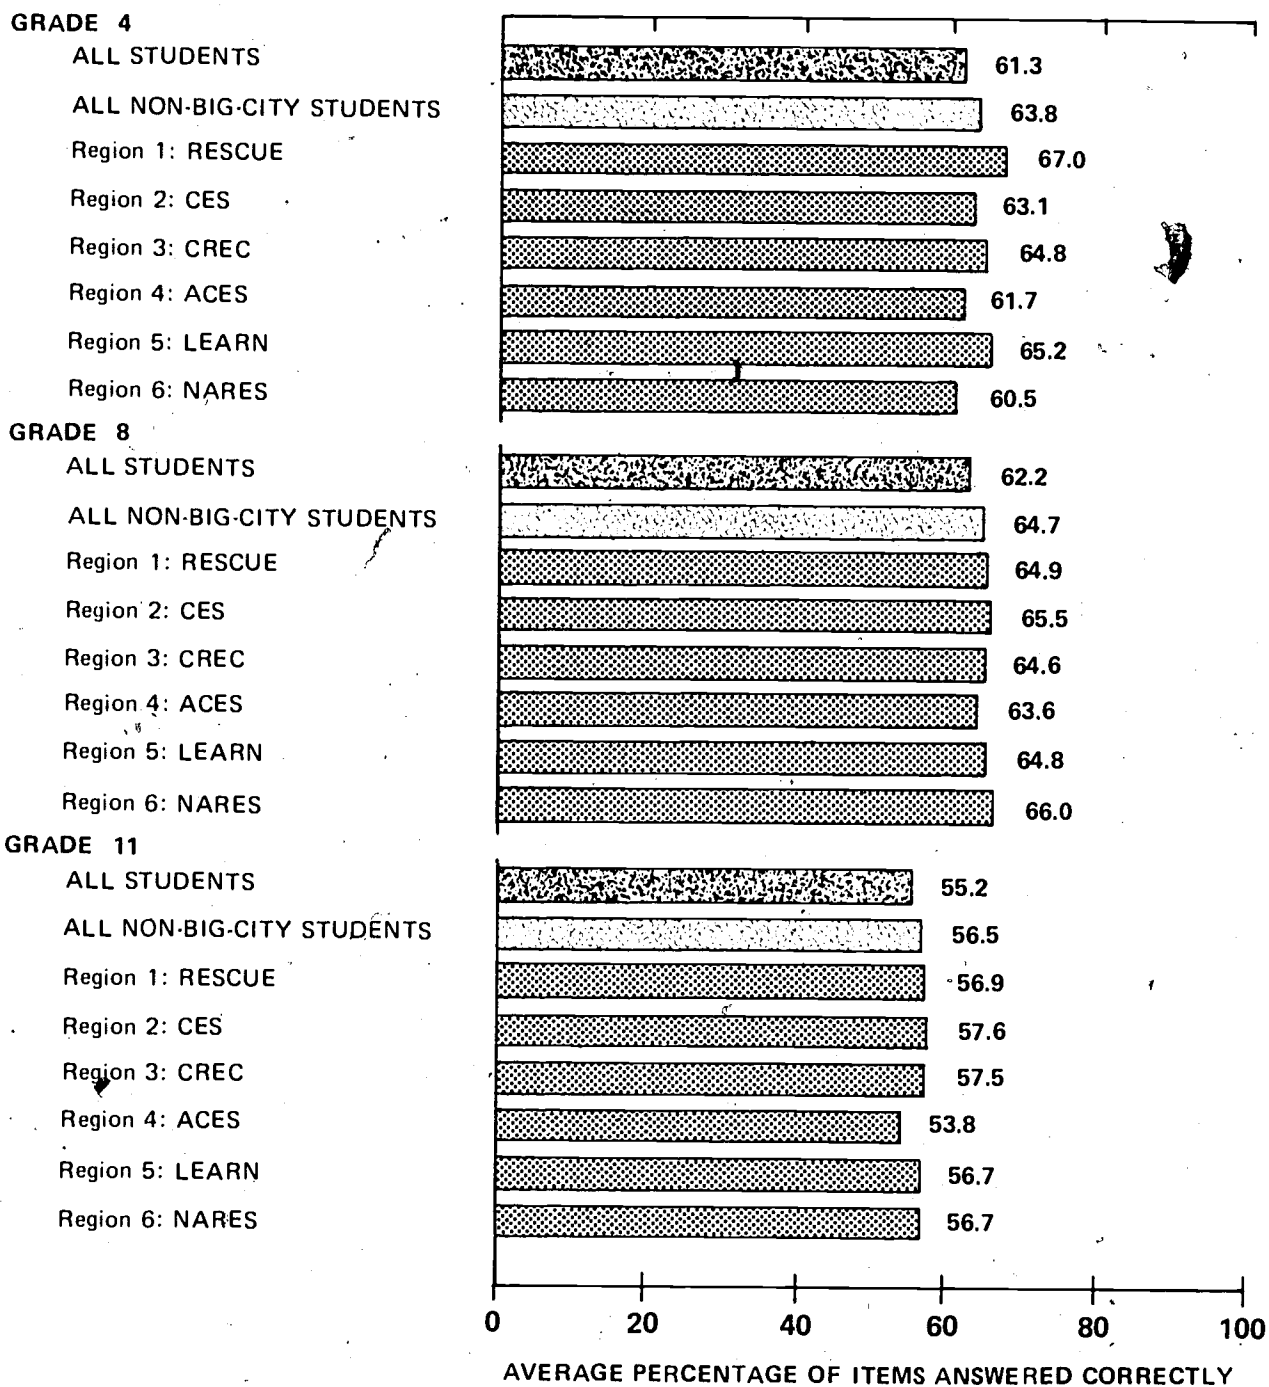 GRADE 4
ALL STUDENTS 61.3
ALL NON-BIG-CITY STUDENTS 63.8
Region 1: RESCUE 67.0
Region 2: CES 63.1
Region 3: CREC 64.8
Region 4: ACES 61.7
Region 5: LEARN 65.2
Region 6: NARES 60.5
GRADE 8
ALL STUDENTS 62.2
ALL NON-BIG-CITY STUDENTS 64.7
Region 1: RESCUE 64.9
Region 2: CES 65.5
Region 3: CREC 64.6
Region 4: ACES 63.6
Region 5: LEARN 64.8
Region 6: NARES 66.0
GRADE 11
ALL STUDENTS 55.2
ALL NON-BIG-CITY STUDENTS 56.5
Region 1: RESCUE 56.9
Region 2: CES 57.6
Region 3: CREC 57.5
Region 4: ACES 53.8
Region 5: LEARN 56.7
Region 6: NARES 56.7
0 20 40 60 80 100
AVERAGE PERCENTAGE OF ITEMS ANSWERED CORRECTLY